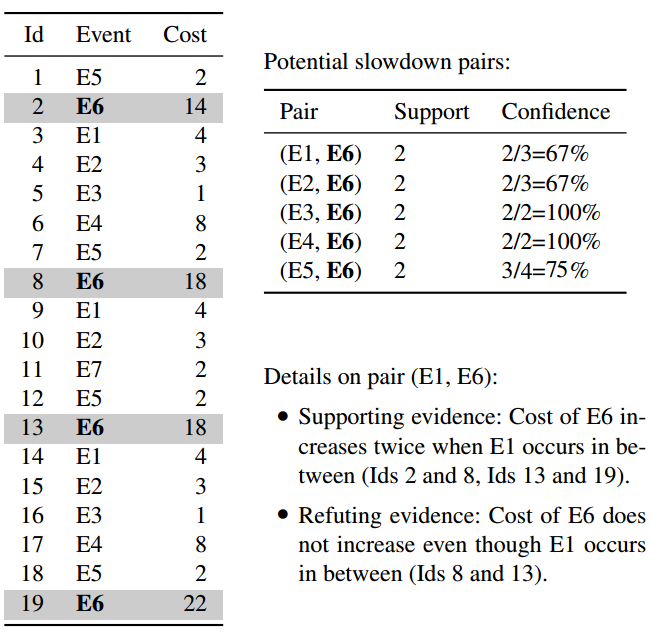 Id Event Cost
1 E5 2
2 E6 14
3 E1 4
4 E2 3
5 E3 1
6 E4 8
7 E5 2
8 E6 18
9 E1 4
10 E2 3
11 E7 2
12 E5 2
13 E6 18
14 E1 4
15 E2 3
16 E3 1
17 E4 8
18 E5 2
19 E6 22
Potential slowdown pairs:
Pair Support Confidence
(E1, E6) 2 2/3=67%
(E2, E6) 2 2/3=67%
(E3, E6) 2 2/2=100%
(E4, E6) 2 2/2=100%
(E5, E6) 2 3/4=75%
Details on pair (E1, E6):
• Supporting evidence: Cost of E6 in-
creases twice when E1 occurs in be-
tween (Ids 2 and 8, Ids 13 and 19).
• Refuting evidence: Cost of E6 does
not increase even though E1 occurs
in between (Ids 8 and 13).